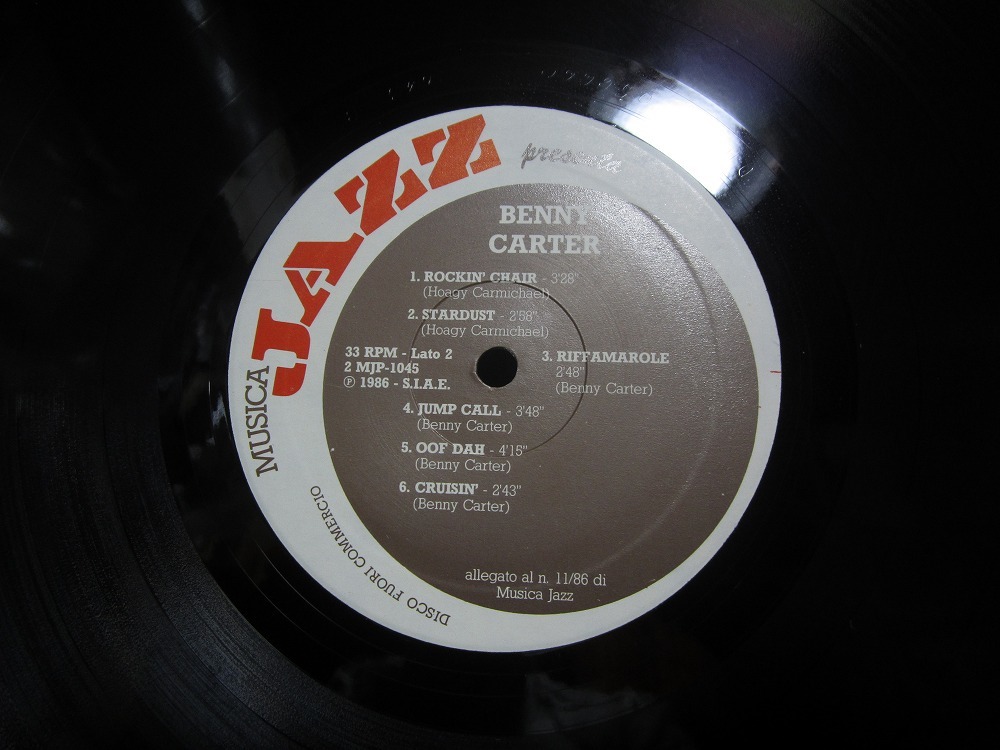 MUSICA JAZZ presenta
BENNY
CARTER
1. ROCKIN' CHAIR - 3'28"
(Hoagy Carmichael)
2. STARDUST - 2'58"
(Hoagy Carmichael)
33 RPM - Lato 2
2 MJP-1045
℗ 1986 - S.I.A.E.
3. RIFFAMAROLE
2'48"
(Benny Carter)
4. JUMP CALL - 3'48"
(Benny Carter)
5. OOF DAH - 4'15"
(Benny Carter)
6. CRUISIN' - 2'43"
(Benny Carter)
allegato al n. 11/86 di
Musica Jazz
DISCO FUORI COMMERCIO